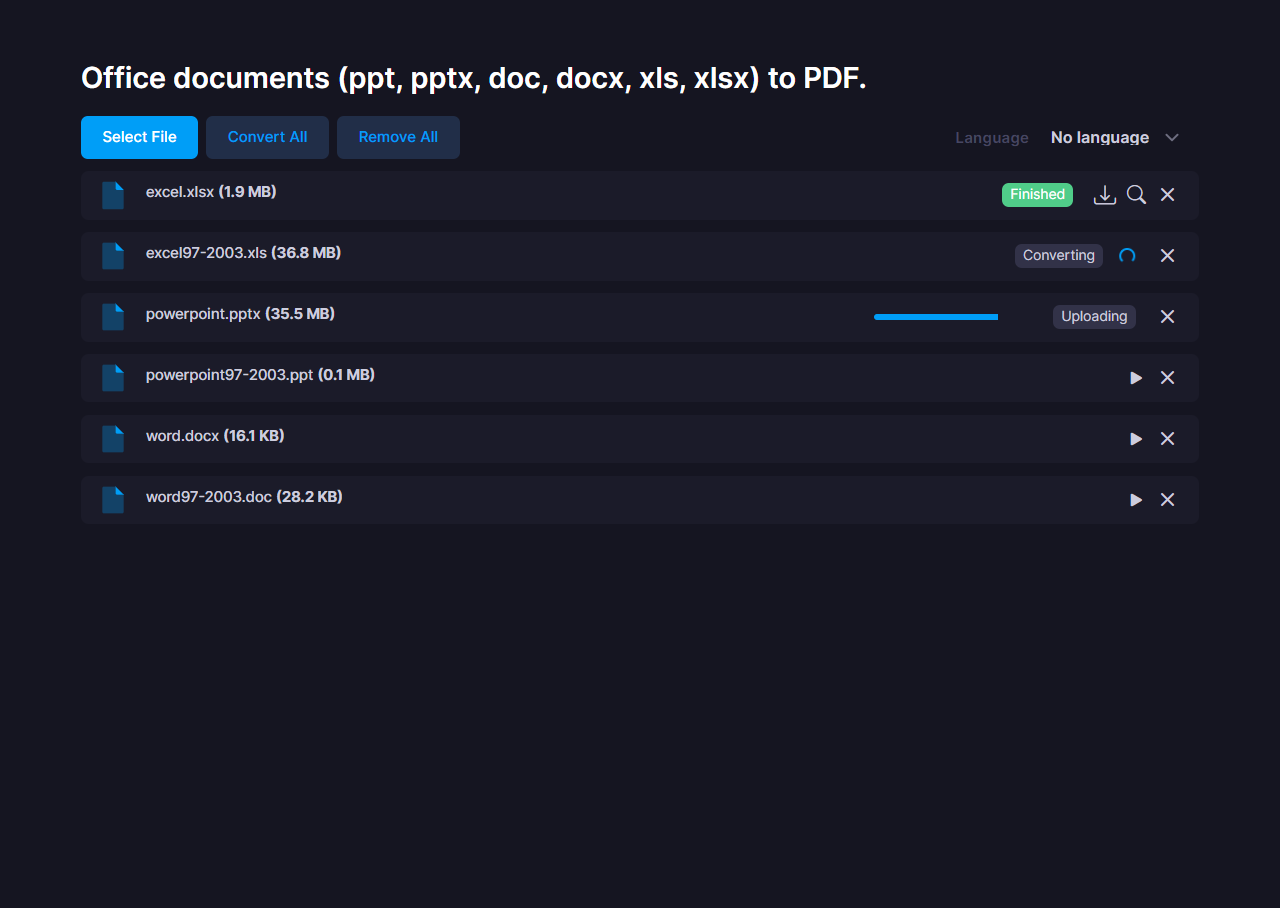 Office documents (ppt, pptx, doc, docx, xls, xlsx) to PDF.
Select File Convert All Remove All Language No language
excel.xlsx (1.9 MB) Finished
excel97-2003.xls (36.8 MB) Converting
powerpoint.pptx (35.5 MB) Uploading
powerpoint97-2003.ppt (0.1 MB)
word.docx (16.1 KB)
word97-2003.doc (28.2 KB)